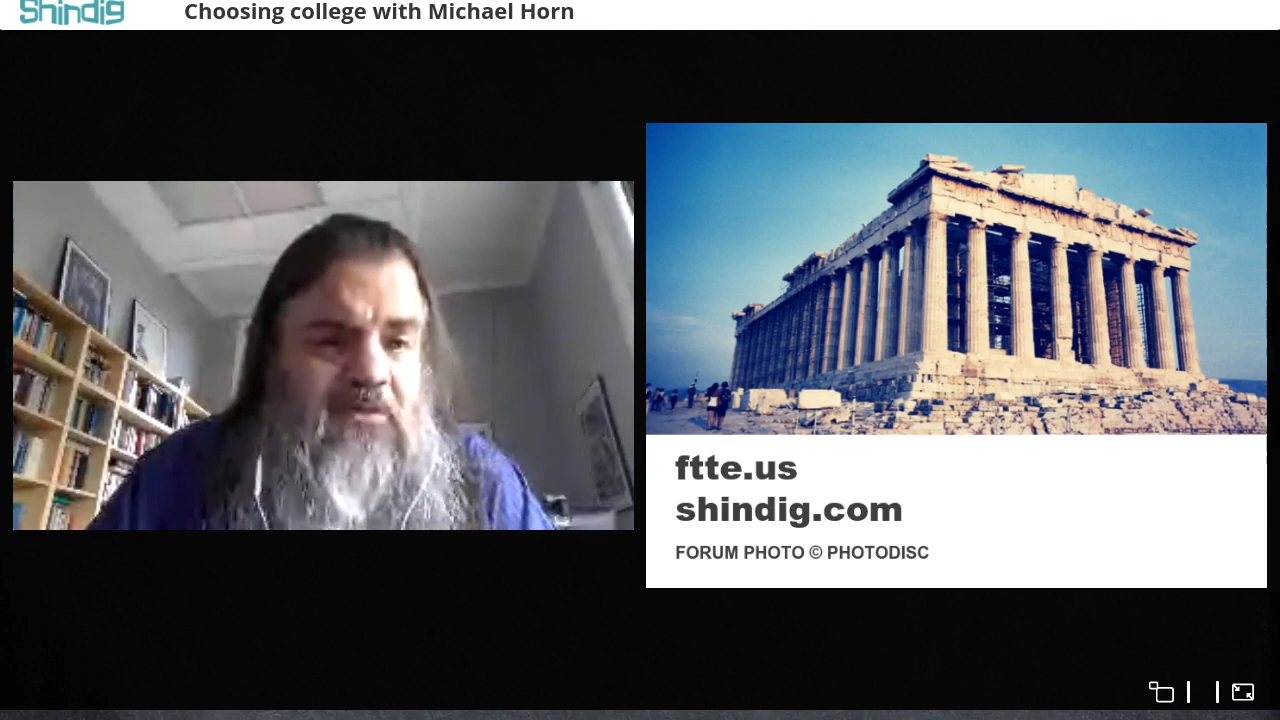 Shindig
Choosing college with Michael Horn
ftte.us
shindig.com
FORUM PHOTO © PHOTODISC